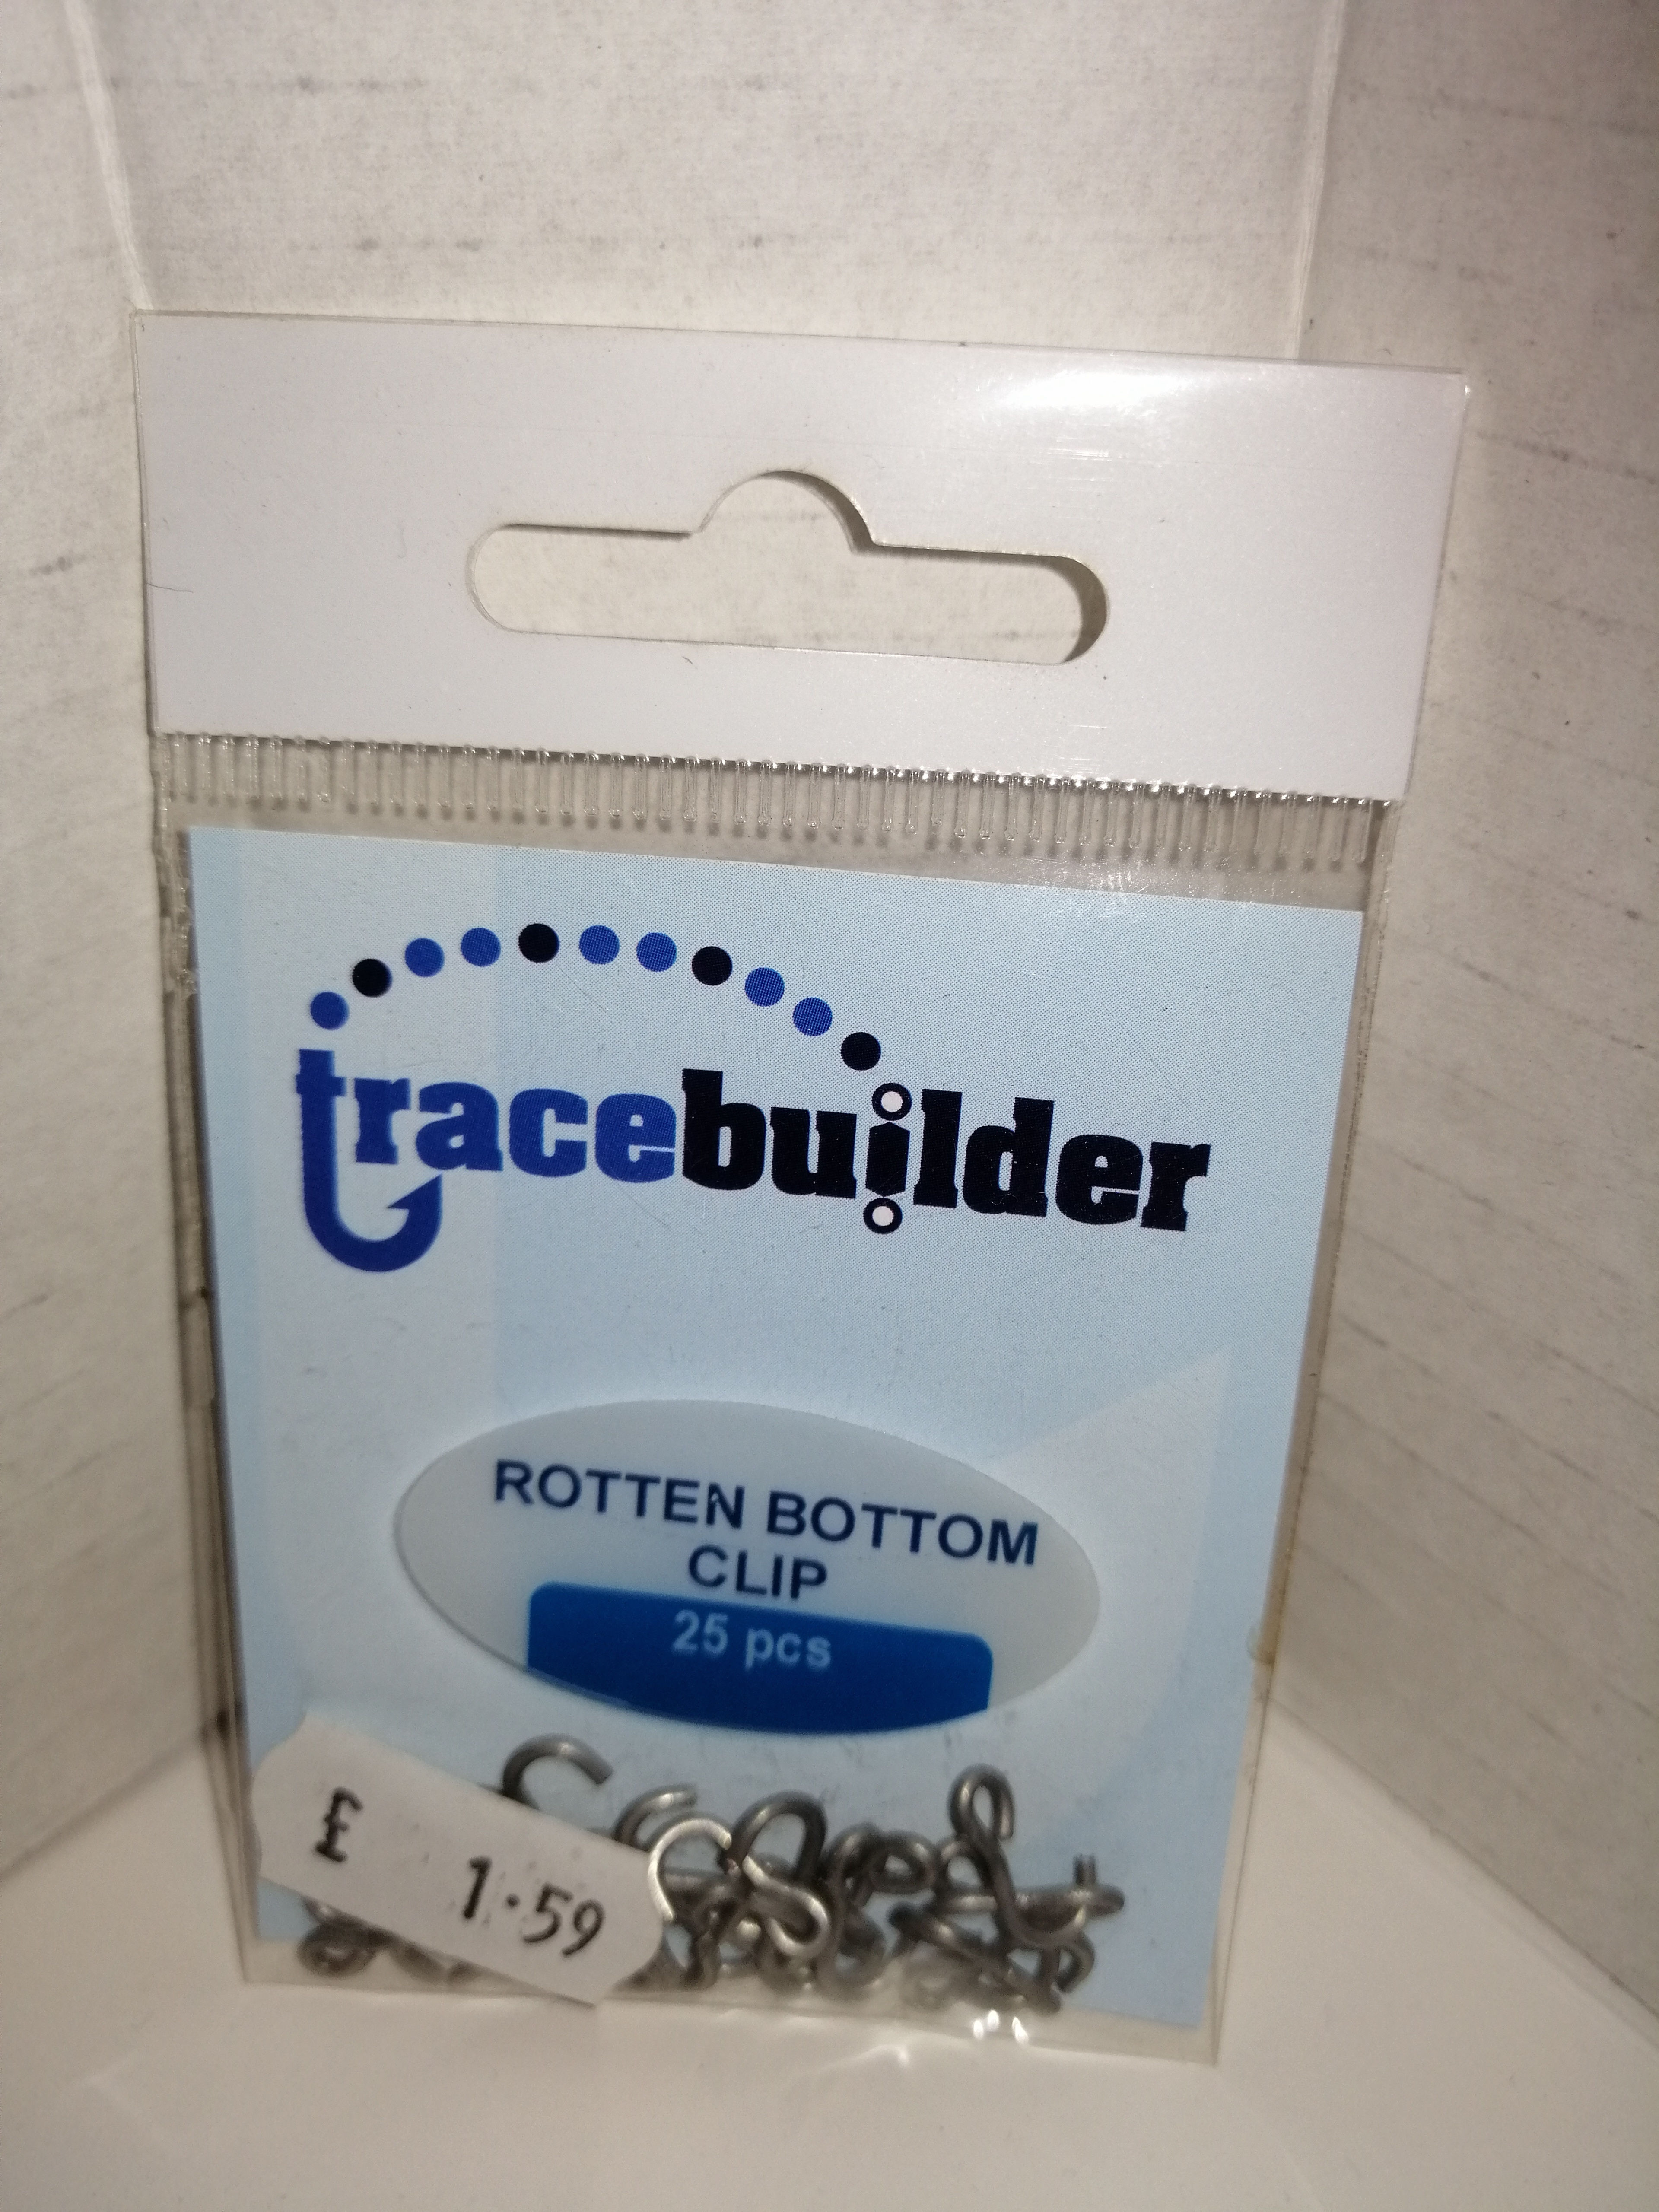 tracebuilder
ROTTEN BOTTOM
CLIP
25 pcs
£ 1.59